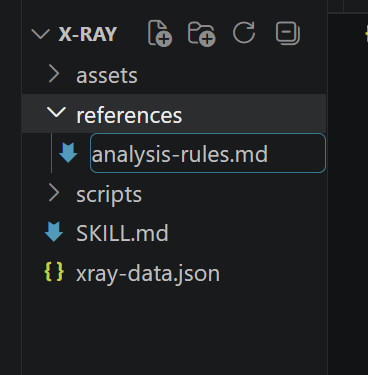 X-RAY
assets
references
analysis-rules.md
scripts
SKILL.md
{} xray-data.json